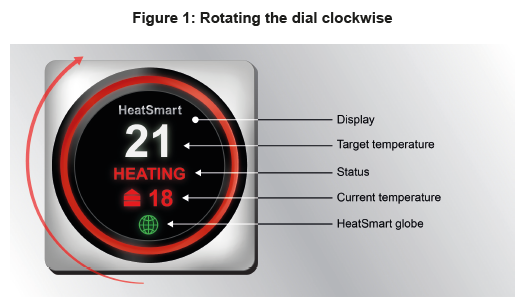 Figure 1: Rotating the dial clockwise
HeatSmart
21
HEATING
18
Display
Target temperature
Status
Current temperature
HeatSmart globe